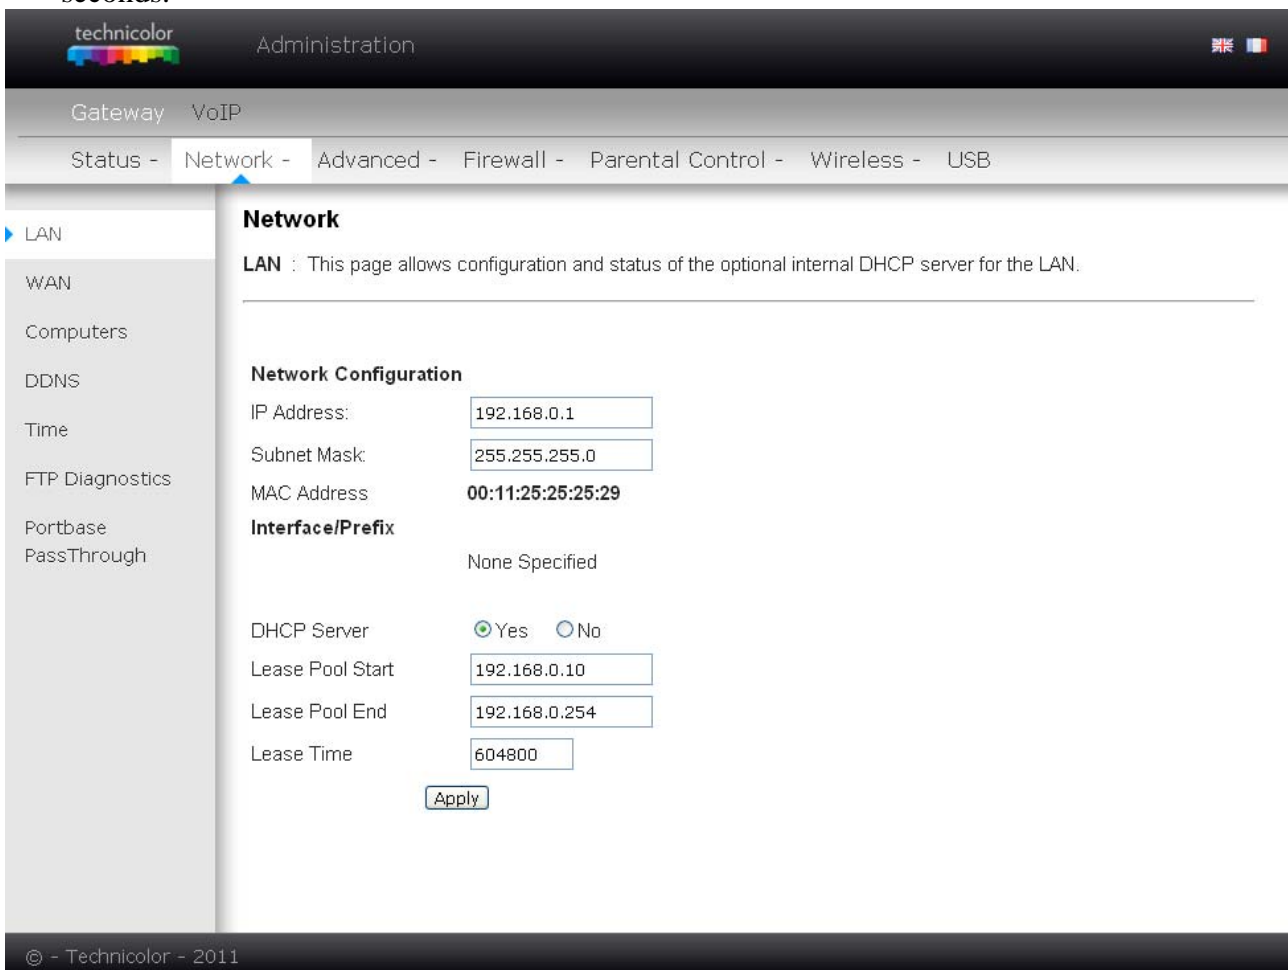 seconds.
technicolor
Administration
Gateway VoIP
Status - Network - Advanced - Firewall - Parental Control - Wireless - USB
LAN
WAN
Computers
DDNS
Time
FTP Diagnostics
Portbase
PassThrough
Network
LAN : This page allows configuration and status of the optional internal DHCP server for the LAN.
Network Configuration
IP Address: 192.168.0.1
Subnet Mask: 255.255.255.0
MAC Address 00:11:25:25:25:29
Interface/Prefix
None Specified
DHCP Server Yes No
Lease Pool Start 192.168.0.10
Lease Pool End 192.168.0.254
Lease Time 604800
Apply
© - Technicolor - 2011